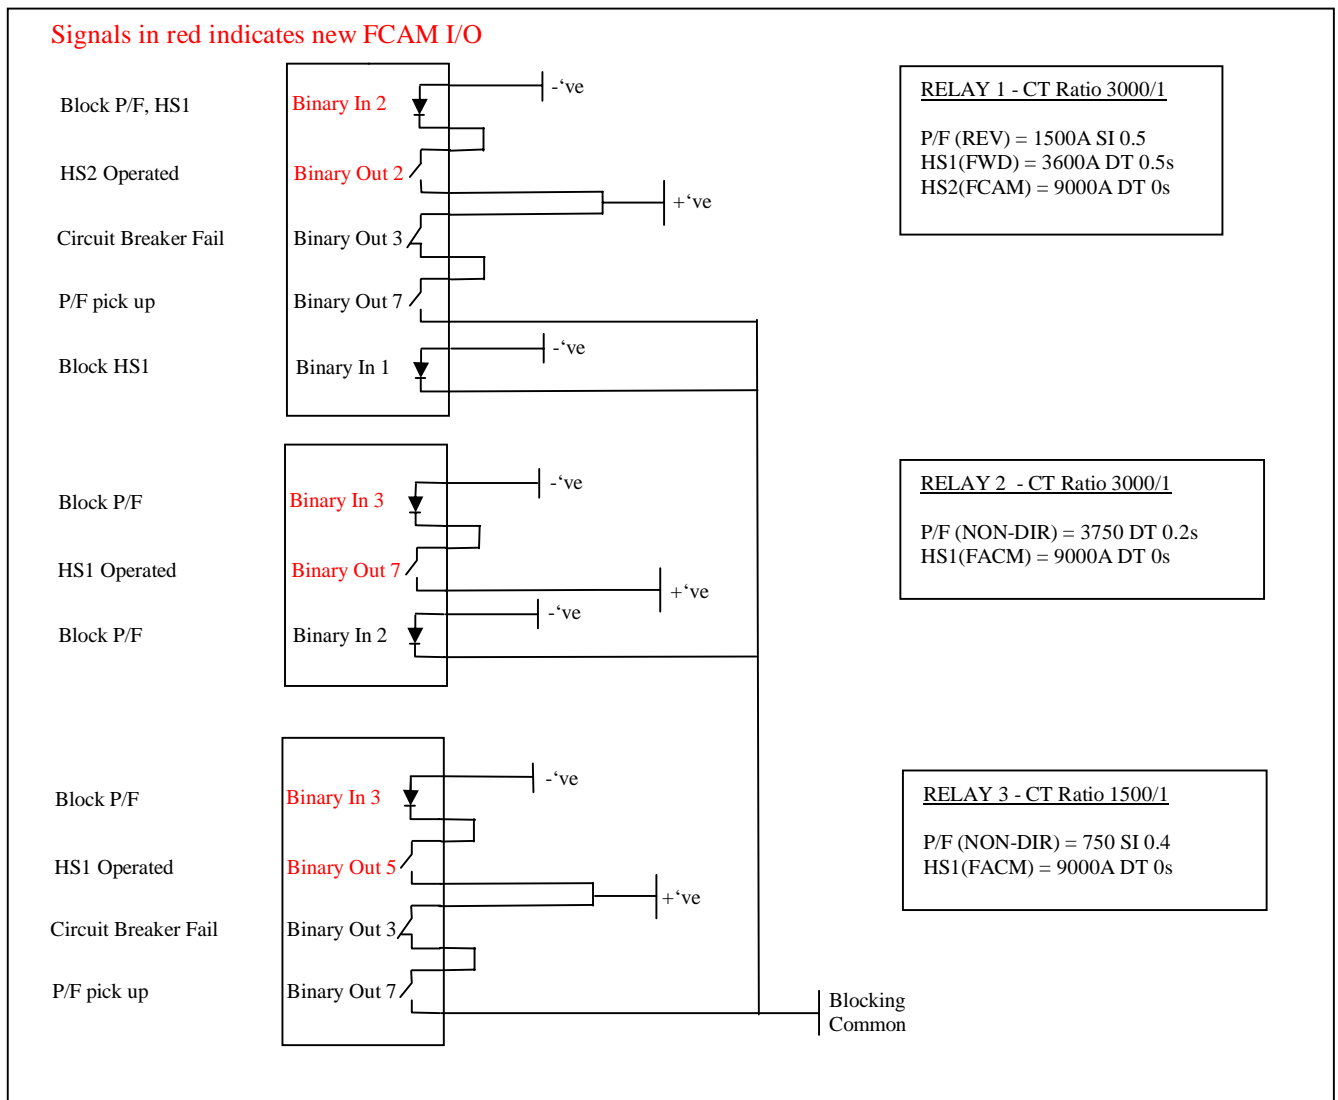 Signals in red indicates new FCAM I/O
Block P/F, HS1
Binary In 2
-‘ve
HS2 Operated
Binary Out 2
+‘ve
Circuit Breaker Fail
Binary Out 3
P/F pick up
Binary Out 7
-‘ve
Block HS1
Binary In 1
RELAY 1 - CT Ratio 3000/1
P/F (REV) = 1500A SI 0.5
HS1(FWD) = 3600A DT 0.5s
HS2(FCAM) = 9000A DT 0s
Block P/F
Binary In 3
-‘ve
HS1 Operated
Binary Out 7
+‘ve
-‘ve
Block P/F
Binary In 2
RELAY 2 - CT Ratio 3000/1
P/F (NON-DIR) = 3750 DT 0.2s
HS1(FACM) = 9000A DT 0s
Block P/F
Binary In 3
-‘ve
HS1 Operated
Binary Out 5
+‘ve
Circuit Breaker Fail
Binary Out 3
P/F pick up
Binary Out 7
RELAY 3 - CT Ratio 1500/1
P/F (NON-DIR) = 750 SI 0.4
HS1(FACM) = 9000A DT 0s
Blocking
Common